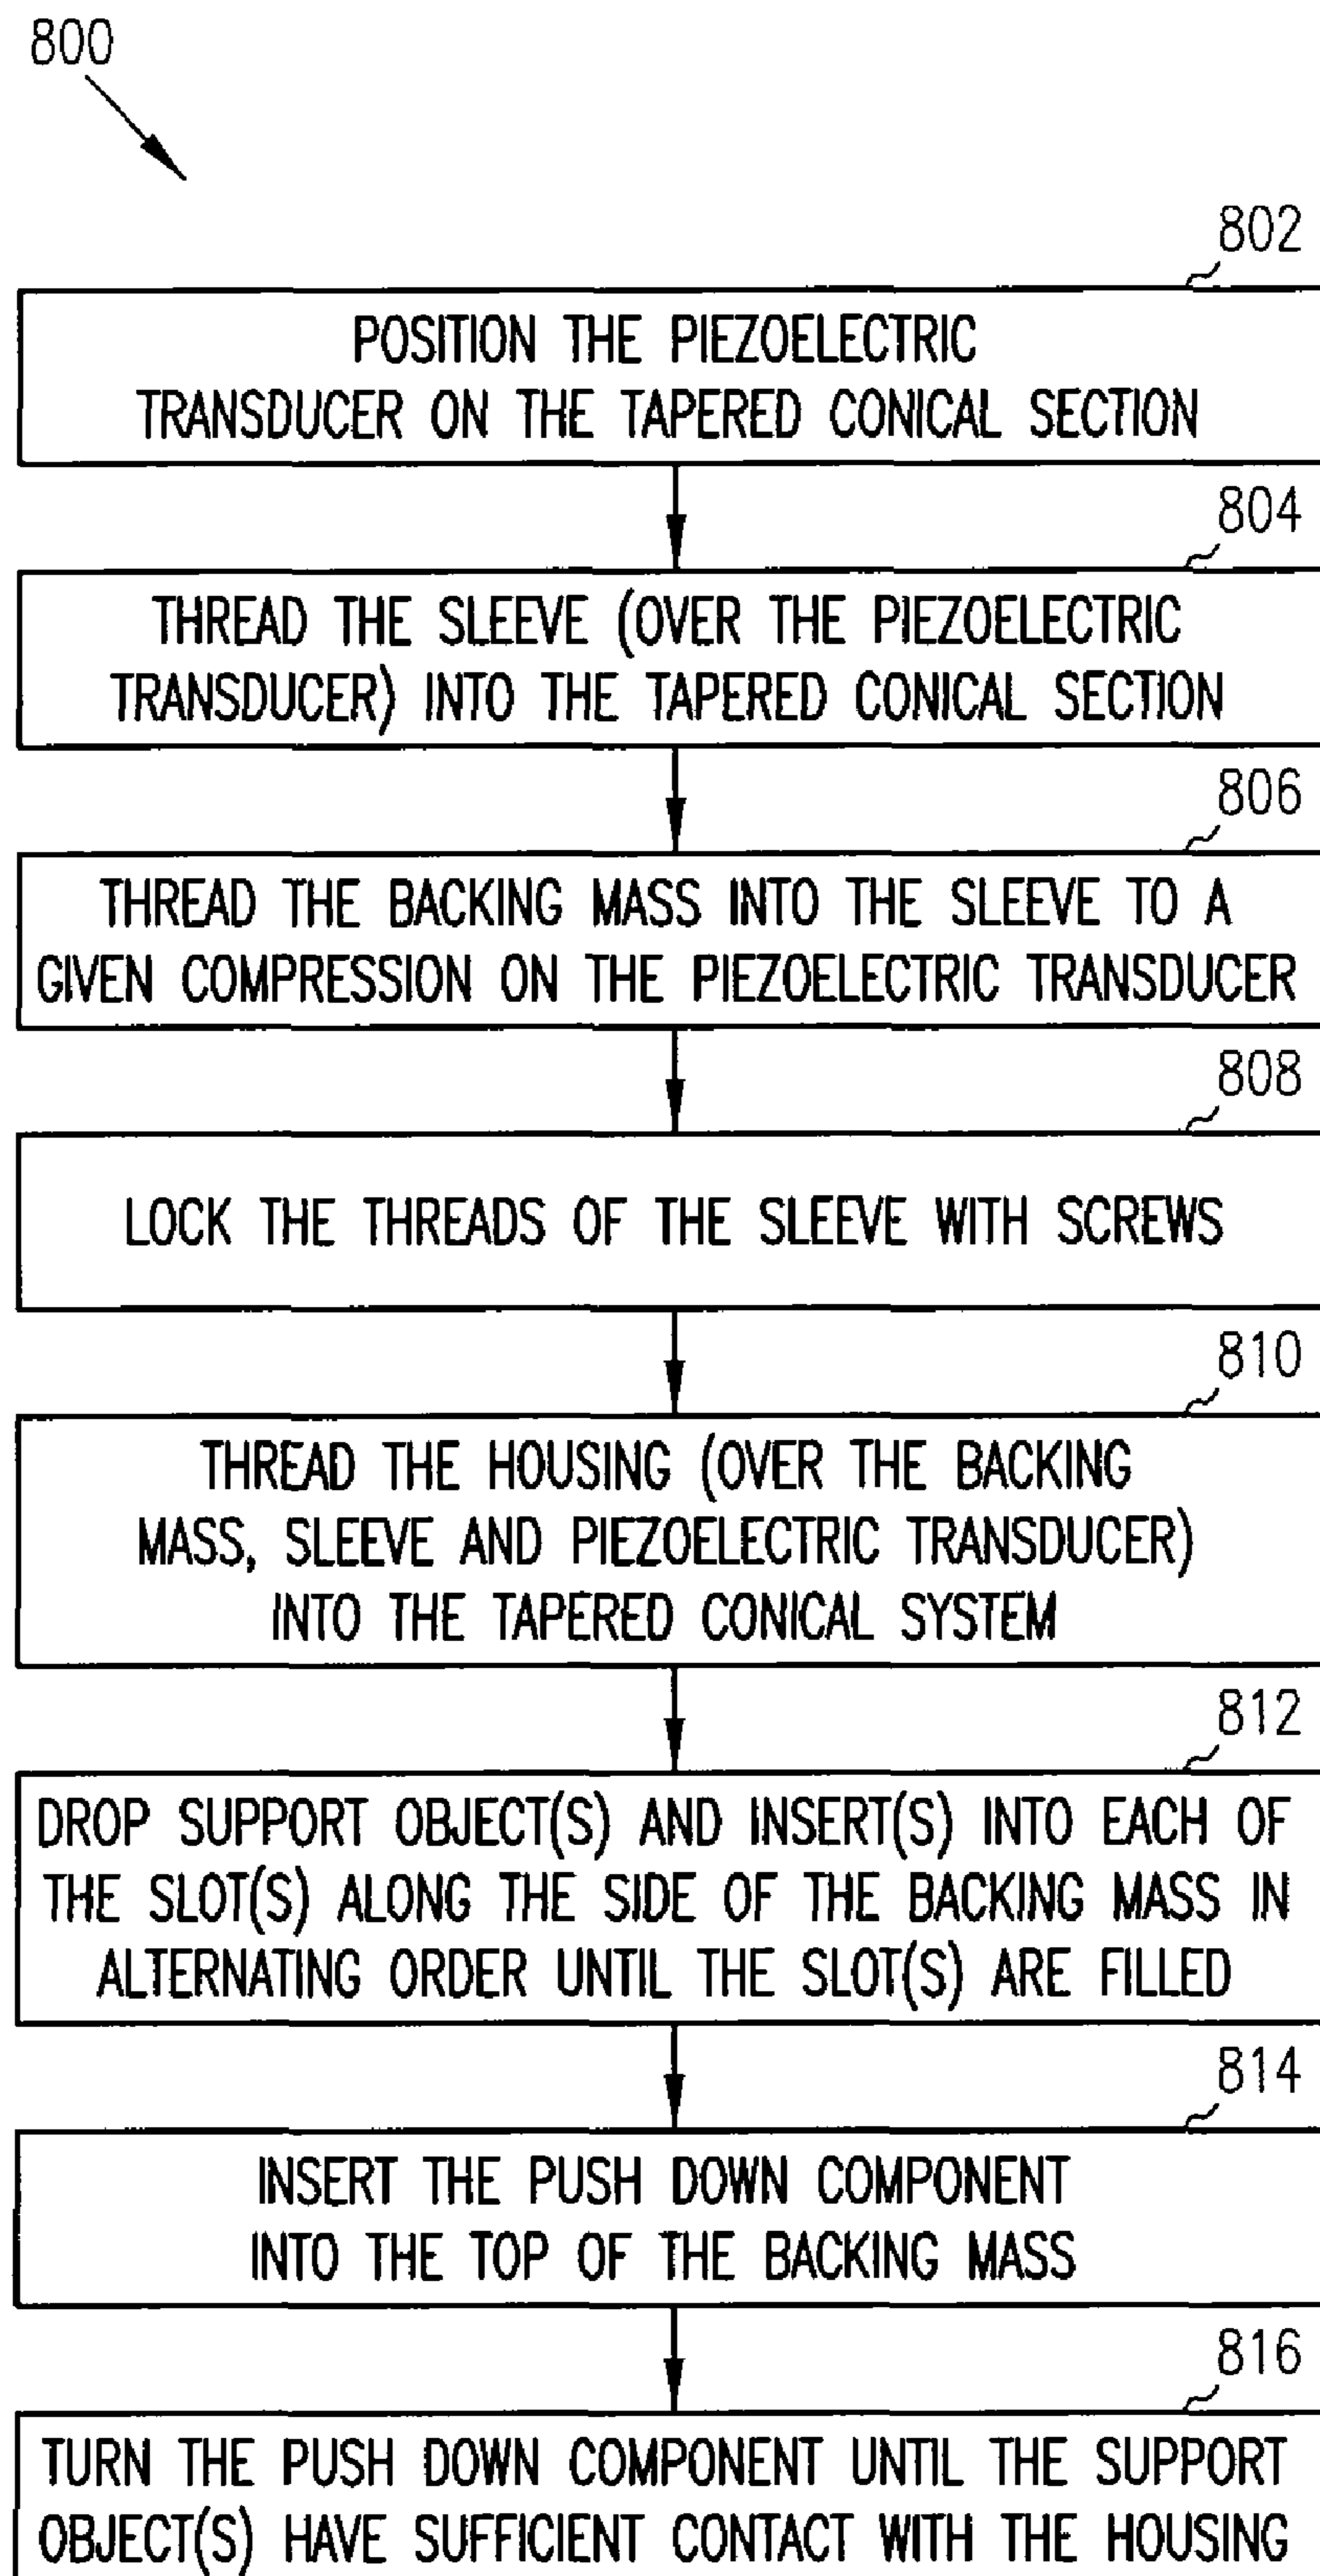 800
802
POSITION THE PIEZOELECTRIC
TRANSDUCER ON THE TAPERED CONICAL SECTION
804
THREAD THE SLEEVE (OVER THE PIEZOELECTRIC
TRANSDUCER) INTO THE TAPERED CONICAL SECTION
806
THREAD THE BACKING MASS INTO THE SLEEVE TO A
GIVEN COMPRESSION ON THE PIEZOELECTRIC TRANSDUCER
808
LOCK THE THREADS OF THE SLEEVE WITH SCREWS
810
THREAD THE HOUSING (OVER THE BACKING
MASS, SLEEVE AND PIEZOELECTRIC TRANSDUCER)
INTO THE TAPERED CONICAL SYSTEM
812
DROP SUPPORT OBJECT(S) AND INSERT(S) INTO EACH OF
THE SLOT(S) ALONG THE SIDE OF THE BACKING MASS IN
ALTERNATING ORDER UNTIL THE SLOT(S) ARE FILLED
814
INSERT THE PUSH DOWN COMPONENT
INTO THE TOP OF THE BACKING MASS
816
TURN THE PUSH DOWN COMPONENT UNTIL THE SUPPORT
OBJECT(S) HAVE SUFFICIENT CONTACT WITH THE HOUSING